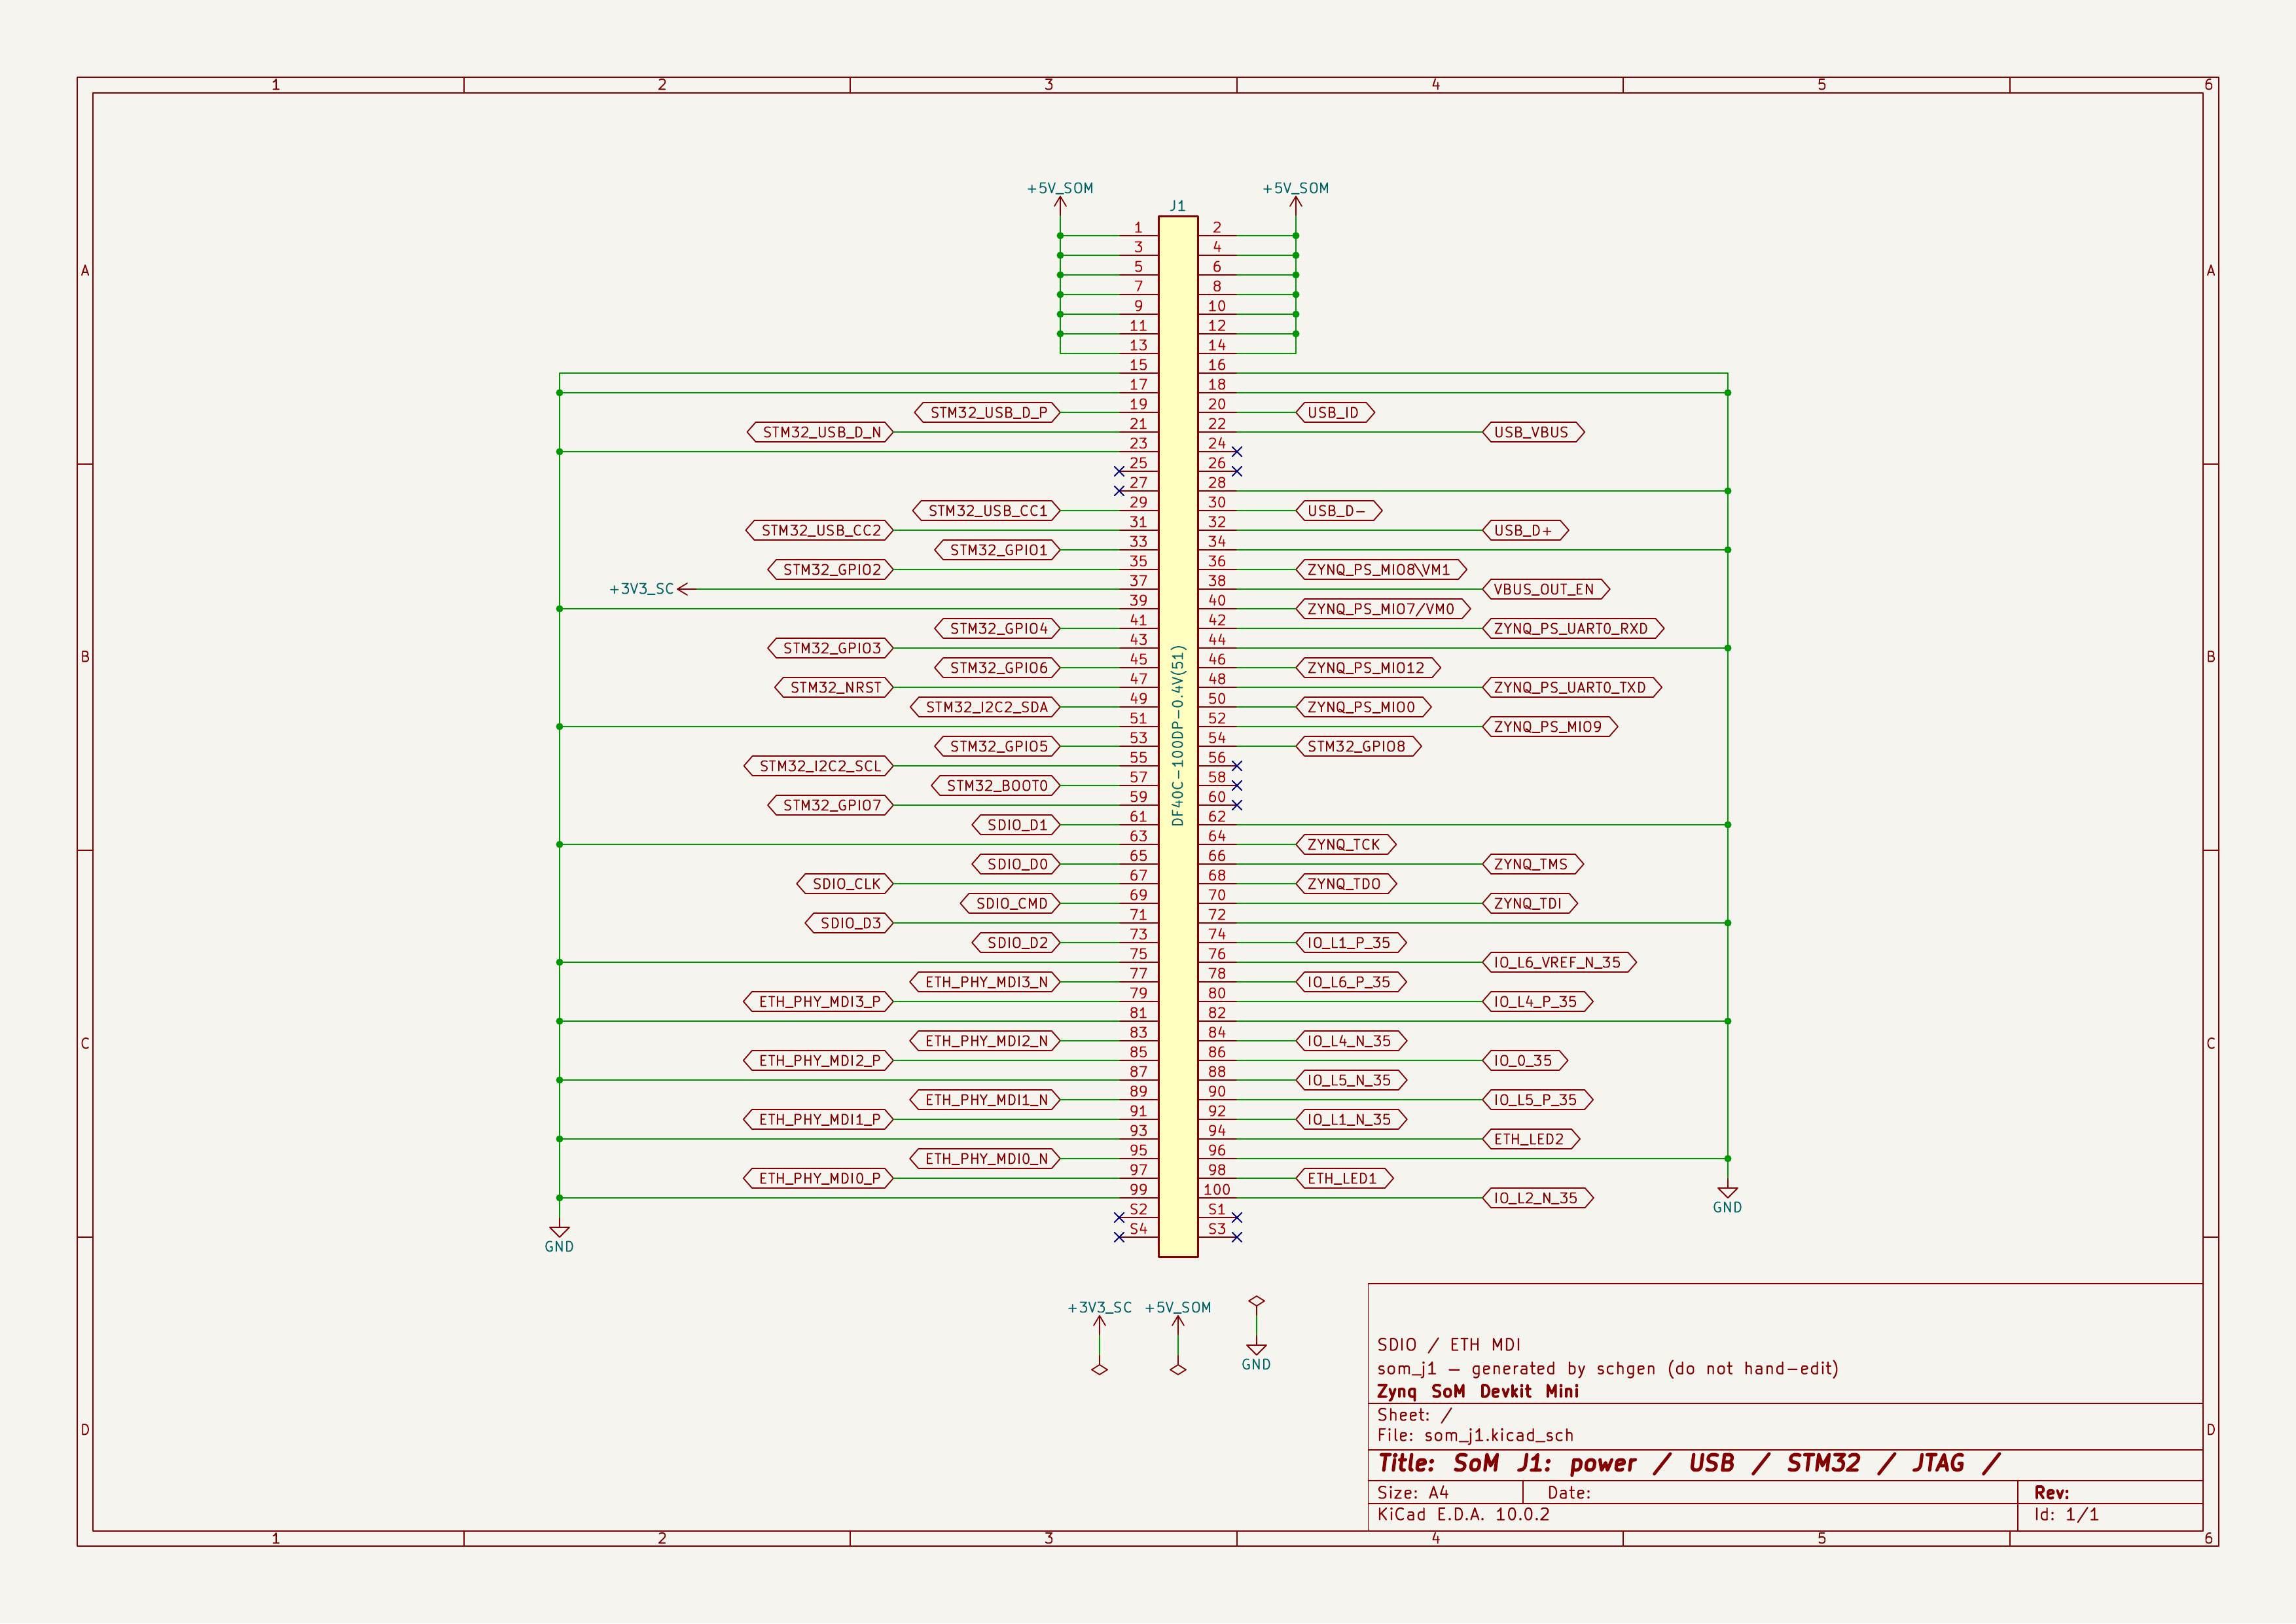 1 2 3 4 5 6
+5V_SOM +5V_SOM
J1
1 2
3 4
A 5 6 A
7 8
9 10
11 12
13 14
15 16
17 18
STM32_USB_D_P 19 20 USB_ID
STM32_USB_D_N 21 22 USB_VBUS
23 24
25 26
27 28
STM32_USB_CC1 29 30 USB_D-
STM32_USB_CC2 31 32 USB_D+
STM32_GPIO1 33 34
STM32_GPIO2 35 36 ZYNQ_PS_MIO8\VM1
+3V3_SC 37 38 VBUS_OUT_EN
39 40 ZYNQ_PS_MIO7/VM0
STM32_GPIO4 41 42 ZYNQ_PS_UART0_RXD
STM32_GPIO3 43 44
B B
STM32_GPIO6 45 46 ZYNQ_PS_MIO12
STM32_NRST 47 48 ZYNQ_PS_UART0_TXD
STM32_I2C2_SDA 49 50 ZYNQ_PS_MIO0
51 52 ZYNQ_PS_MIO9
DF40C-100DP-0.4V(51)
STM32_GPIO5 53 54 STM32_GPIO8
STM32_I2C2_SCL 55 56
STM32_BOOT0 57 58
STM32_GPIO7 59 60
SDIO_D1 61 62
63 64 ZYNQ_TCK
SDIO_D0 65 66 ZYNQ_TMS
SDIO_CLK 67 68 ZYNQ_TDO
SDIO_CMD 69 70 ZYNQ_TDI
SDIO_D3 71 72
SDIO_D2 73 74 IO_L1_P_35
75 76 IO_L6_VREF_N_35
ETH_PHY_MDI3_N 77 78 IO_L6_P_35
ETH_PHY_MDI3_P 79 80 IO_L4_P_35
81 82
C ETH_PHY_MDI2_N 83 84 IO_L4_N_35 C
ETH_PHY_MDI2_P 85 86 IO_0_35
87 88 IO_L5_N_35
ETH_PHY_MDI1_N 89 90 IO_L5_P_35
ETH_PHY_MDI1_P 91 92 IO_L1_N_35
93 94 ETH_LED2
ETH_PHY_MDI0_N 95 96
ETH_PHY_MDI0_P 97 98 ETH_LED1
99 100 IO_L2_N_35
S2 S1 GND
S4 S3
GND
+3V3_SC +5V_SOM
GND
SDIO / ETH MDI
som_j1 — generated by schgen (do not hand-edit)
Zynq SoM Devkit Mini
Sheet: /
D D
File: som_j1.kicad_sch
Title: SoM J1: power / USB / STM32 / JTAG /
Size: A4 Date: Rev:
KiCad E.D.A. 10.0.2 Id: 1/1
1 2 3 4 5 6